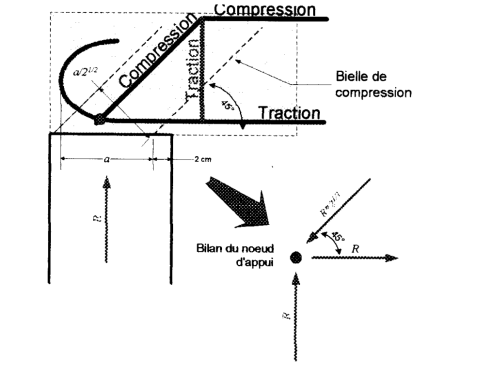 Compression
Compression
a/2^1/2
Traction
45°
Bielle de
compression
Traction
a
2 cm
R
Bilan du noeud
d'appui
45°
R
R